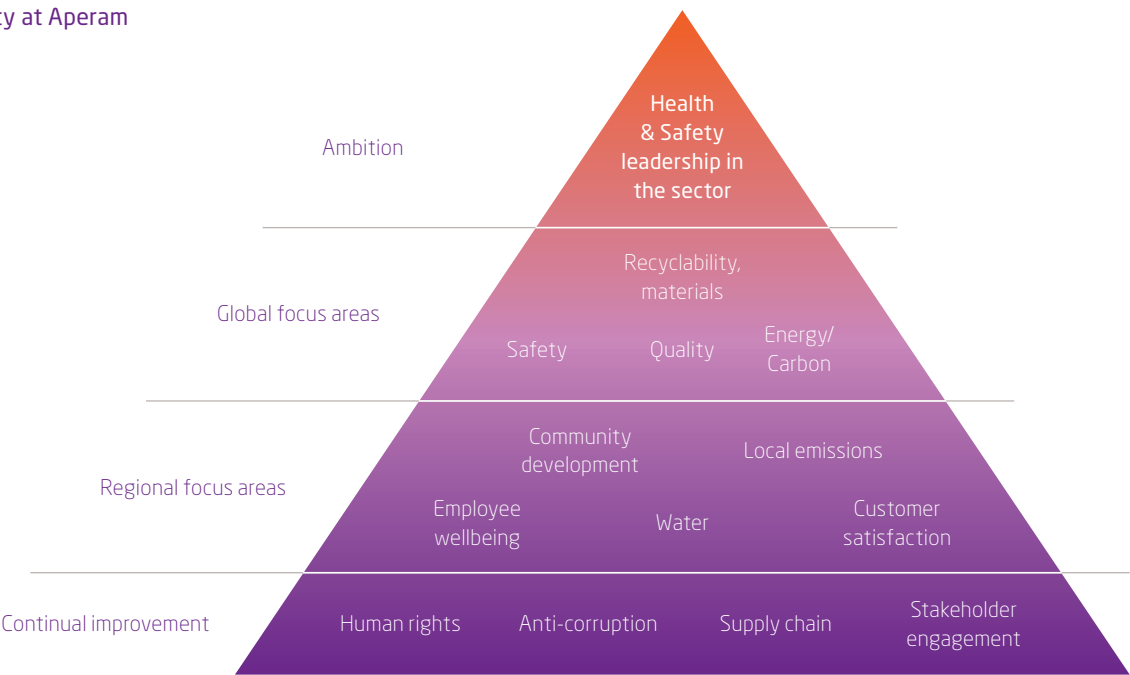 at Aperam
Health
& Safety
leadership in
the sector
Ambition
Recyclability,
materials
Global focus areas
Safety
Quality
Energy/
Carbon
Community
development
Local emissions
Regional focus areas
Employee
wellbeing
Water
Customer
satisfaction
Continual improvement
Human rights
Anti-corruption
Supply chain
Stakeholder
engagement